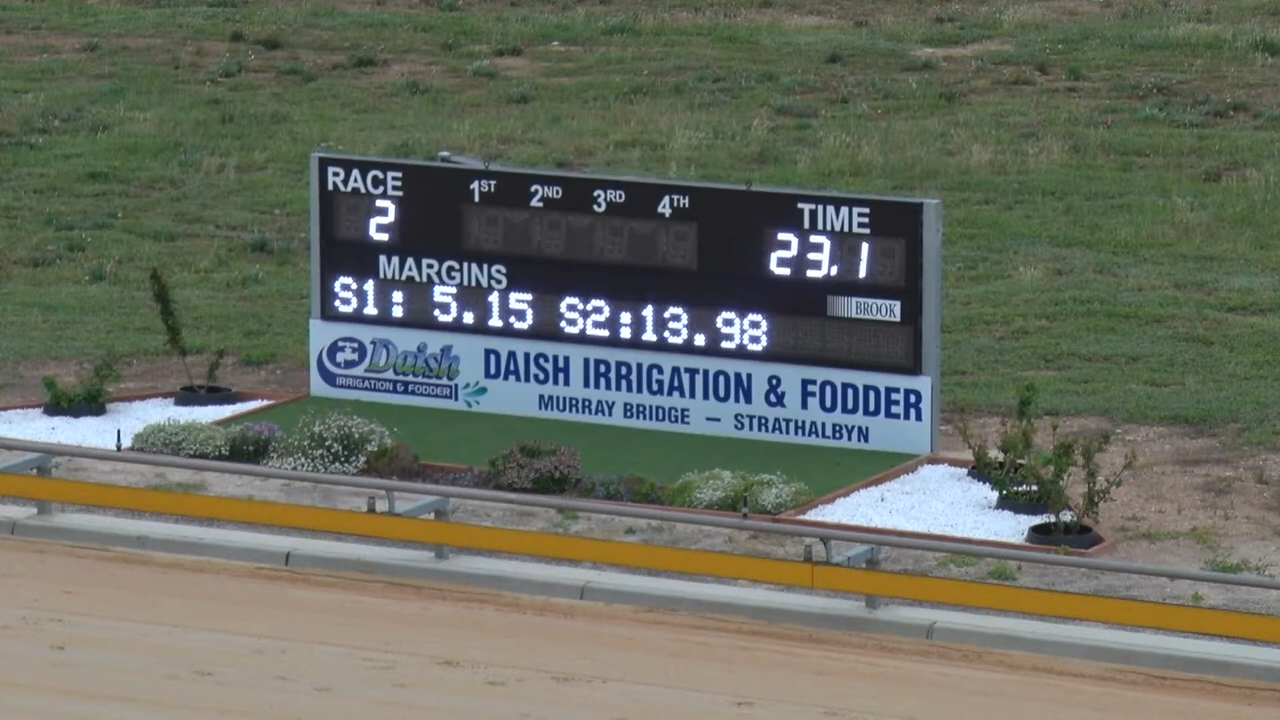 RACE 1ST 2ND 3RD 4TH TIME
2 23.1
MARGINS
S1: 5.15 S2:13.98
BROOK
Daish
IRRIGATION & FODDER
DAISH IRRIGATION & FODDER
MURRAY BRIDGE — STRATHALBYN